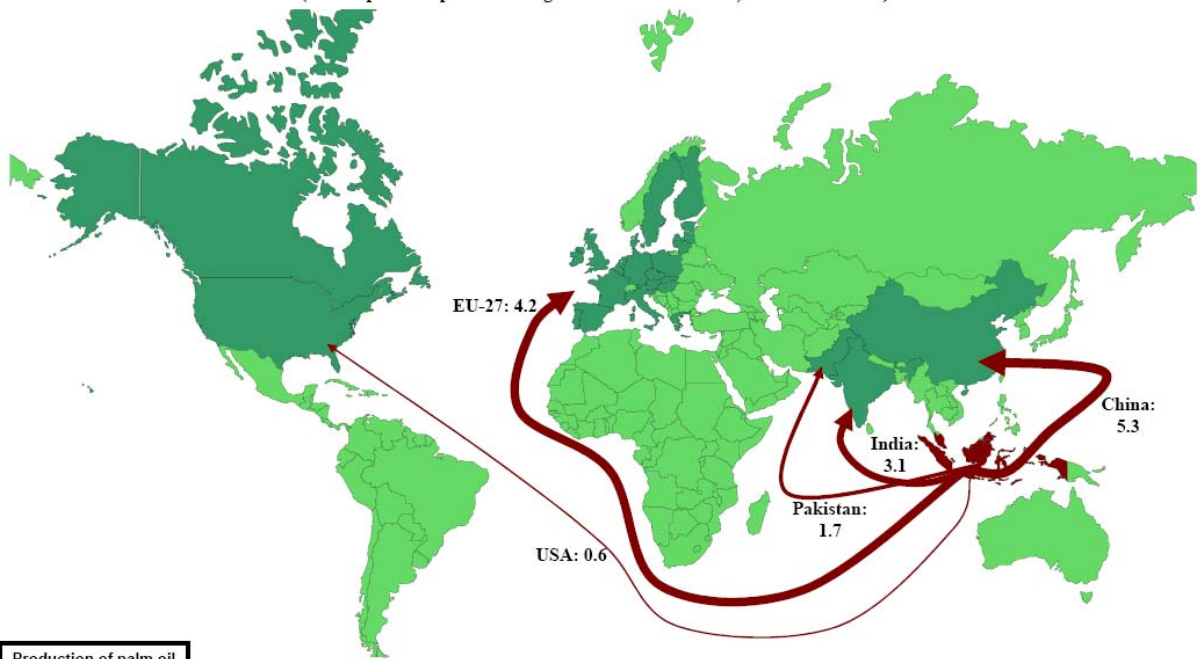 EU-27: 4.2
China:
5.3
India:
3.1
Pakistan:
1.7
USA: 0.6
Production of palm oil